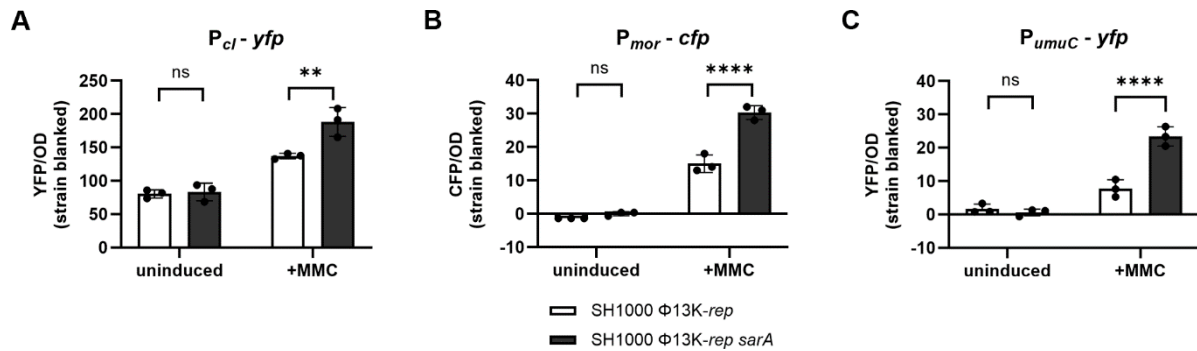 A
P_cI - yfp
YFP/OD
(strain blanked)
250
200
150
100
50
0
ns
**
uninduced
+MMC
B
P_mor - cfp
CFP/OD
(strain blanked)
40
30
20
10
0
-10
ns
****
uninduced
+MMC
C
P_umuC - yfp
YFP/OD
(strain blanked)
40
30
20
10
0
-10
ns
****
uninduced
+MMC
SH1000 Φ13K-rep
SH1000 Φ13K-rep sarA